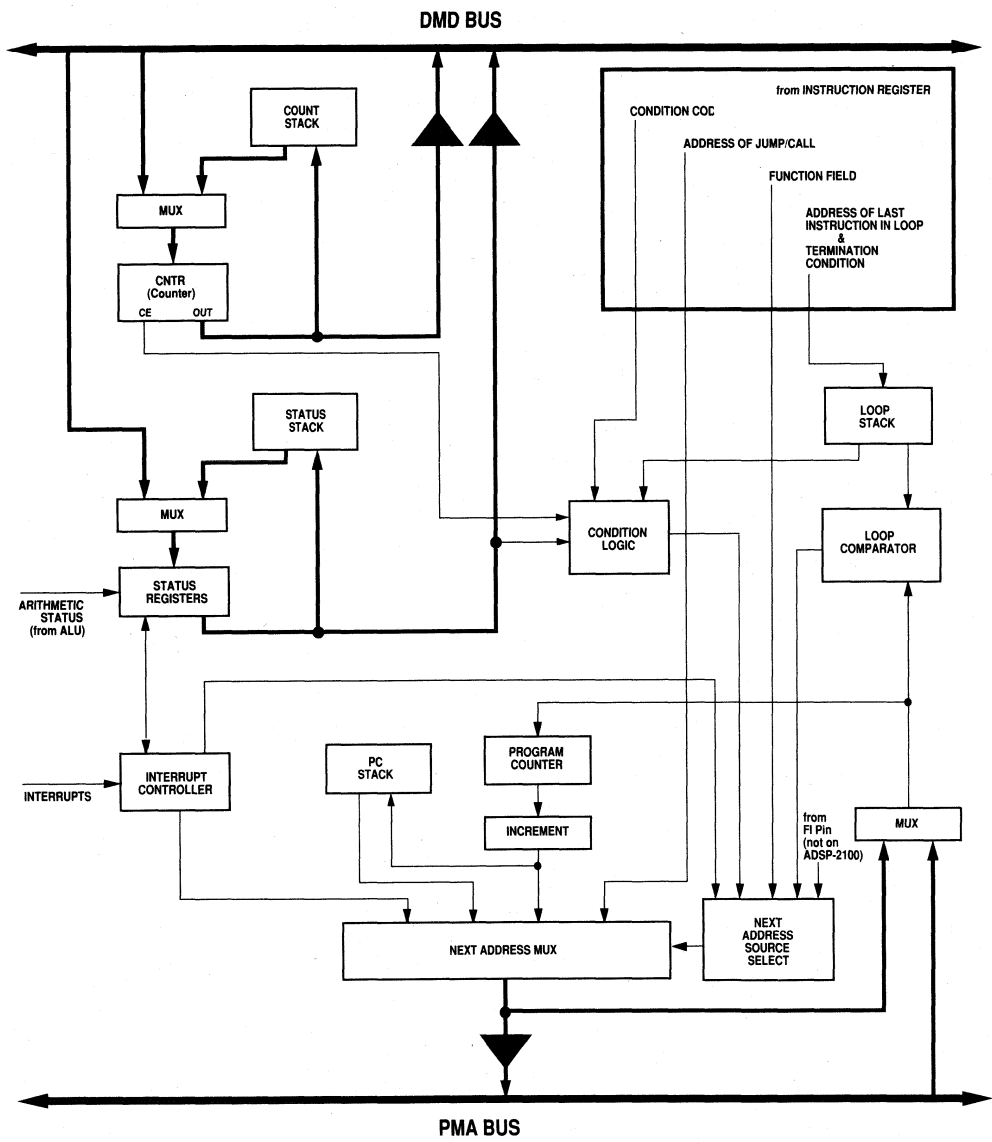 DMD BUS
from INSTRUCTION REGISTER
CONDITION COD
ADDRESS OF JUMP/CALL
FUNCTION FIELD
ADDRESS OF LAST
INSTRUCTION IN LOOP
&
TERMINATION
CONDITION
COUNT
STACK
MUX
CNTR
(Counter)
CE OUT
STATUS
STACK
LOOP
STACK
MUX
CONDITION
LOGIC
LOOP
COMPARATOR
STATUS
REGISTERS
ARITHMETIC
STATUS
(from ALU)
PC
STACK
PROGRAM
COUNTER
INTERRUPT
CONTROLLER
INTERRUPTS
INCREMENT
from
FI Pin
(not on
ADSP-2100)
MUX
NEXT ADDRESS MUX
NEXT
ADDRESS
SOURCE
SELECT
PMA BUS